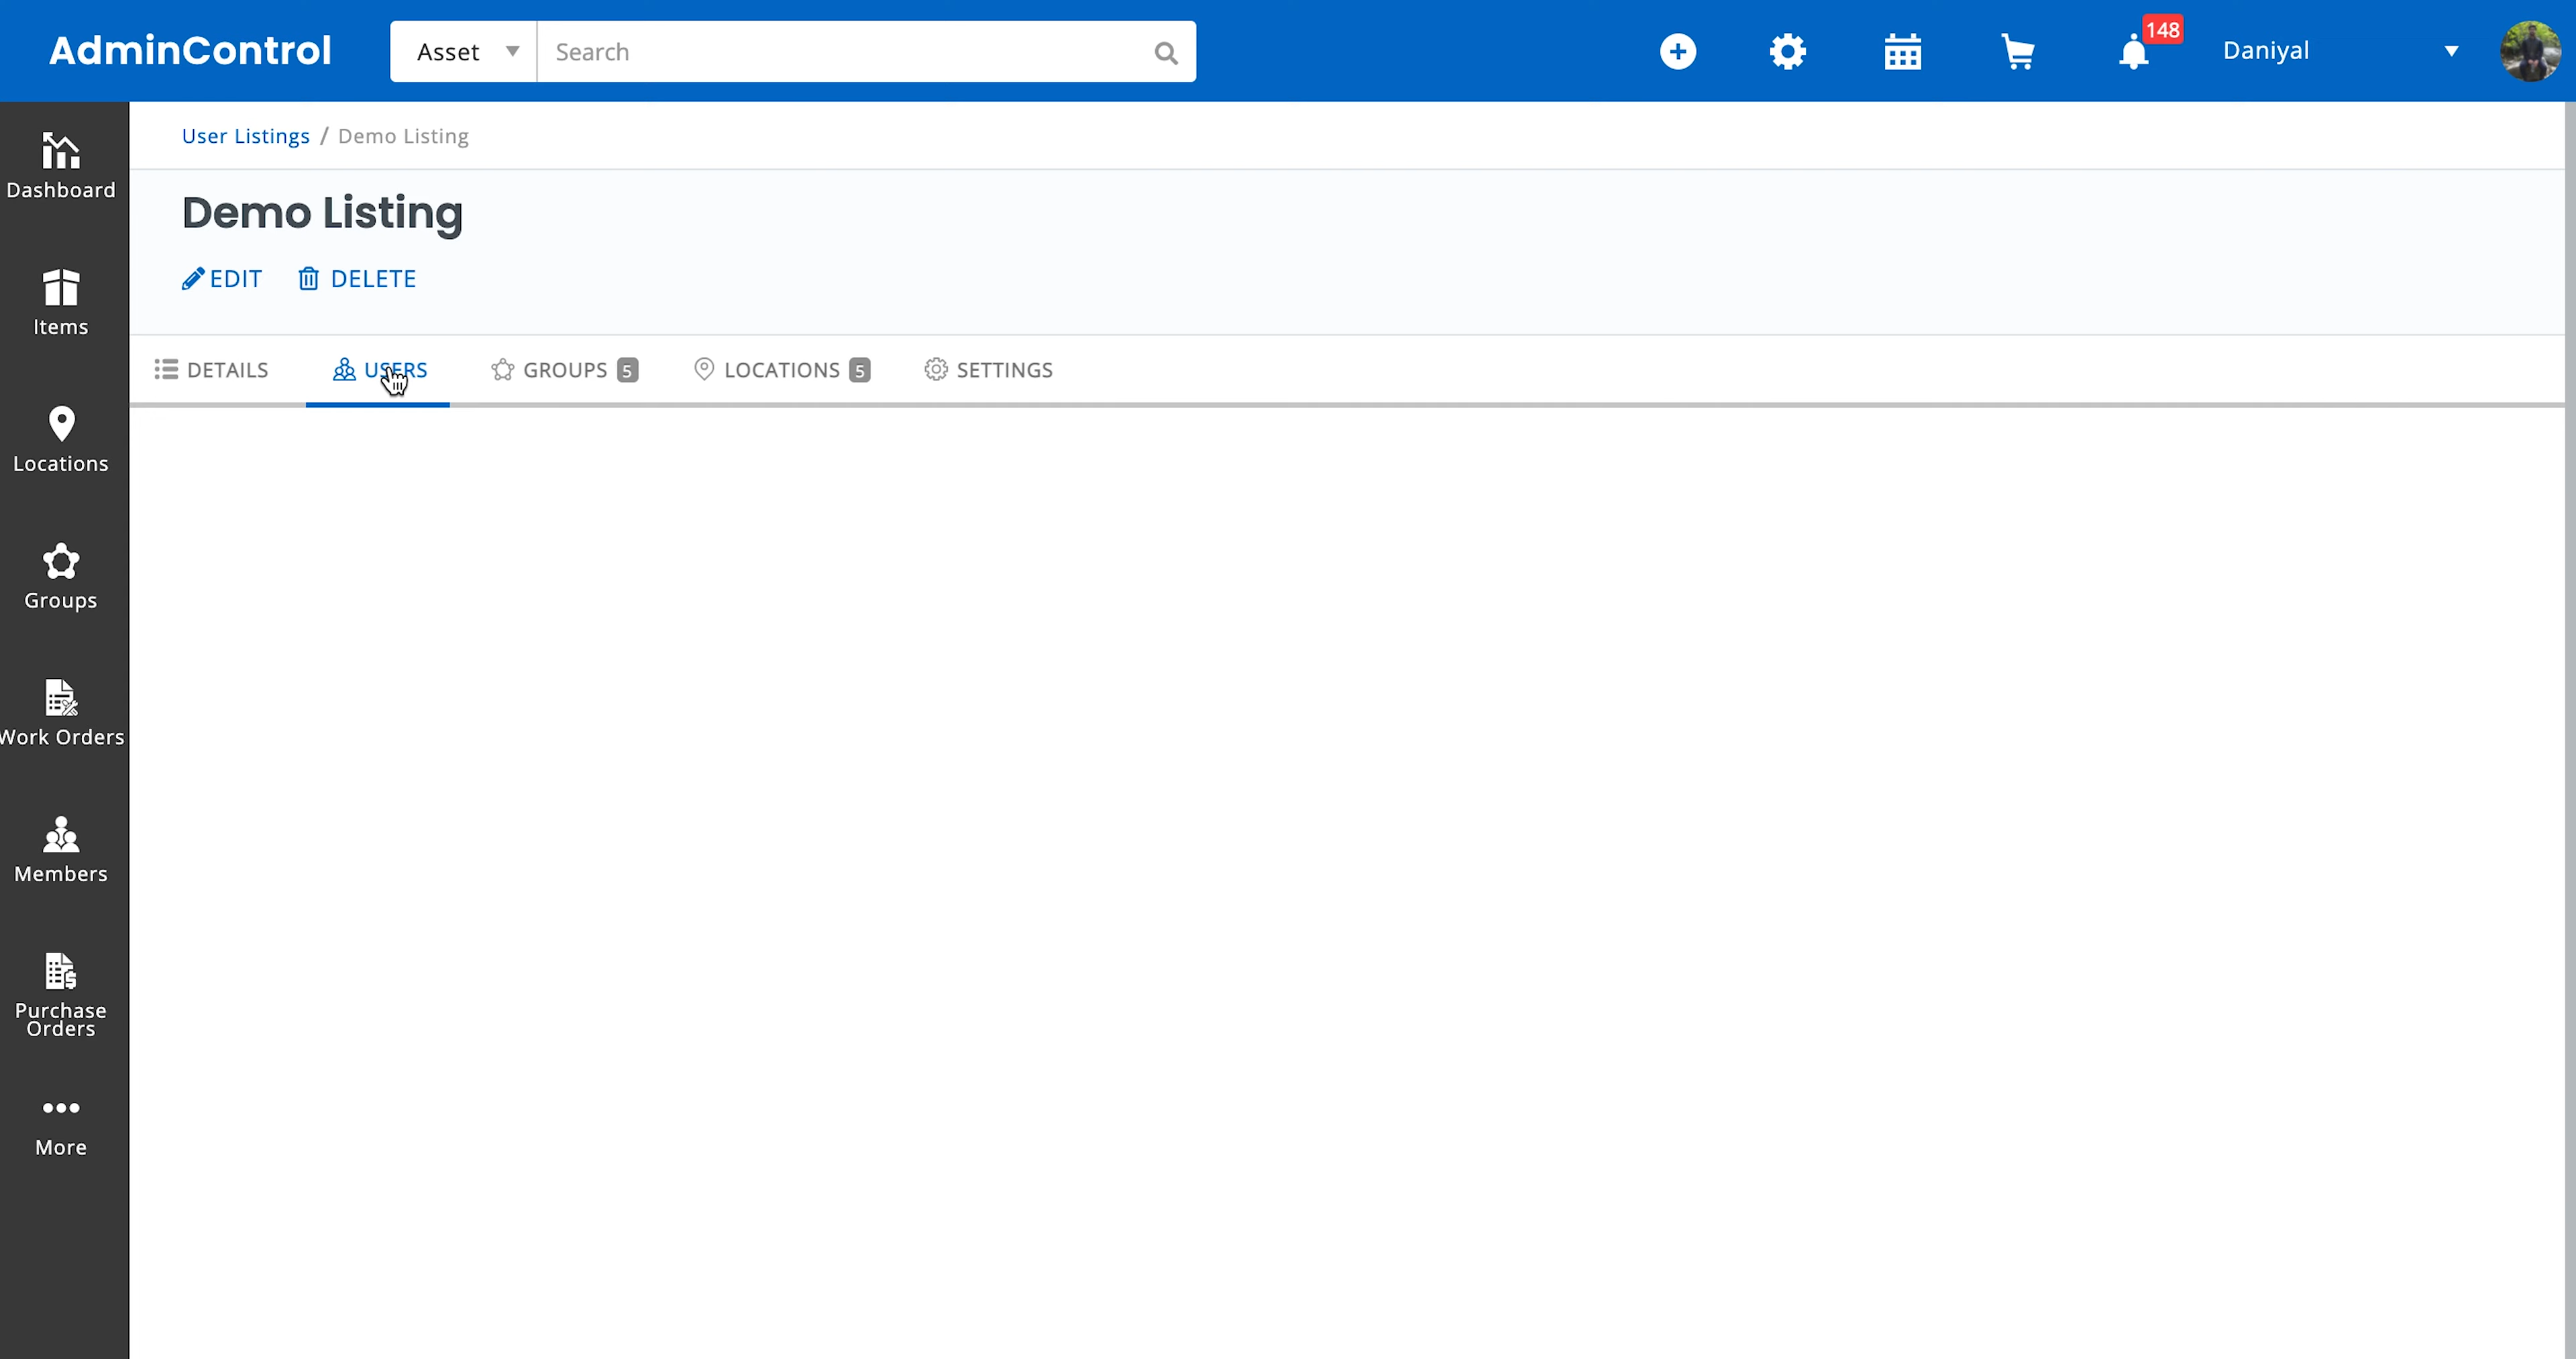 AdminControl
Asset
Search
148
Daniyal
User Listings / Demo Listing
Demo Listing
EDIT
DELETE
DETAILS
USERS
GROUPS 5
LOCATIONS 5
SETTINGS
Dashboard
Items
Locations
Groups
Work Orders
Members
Purchase
Orders
More